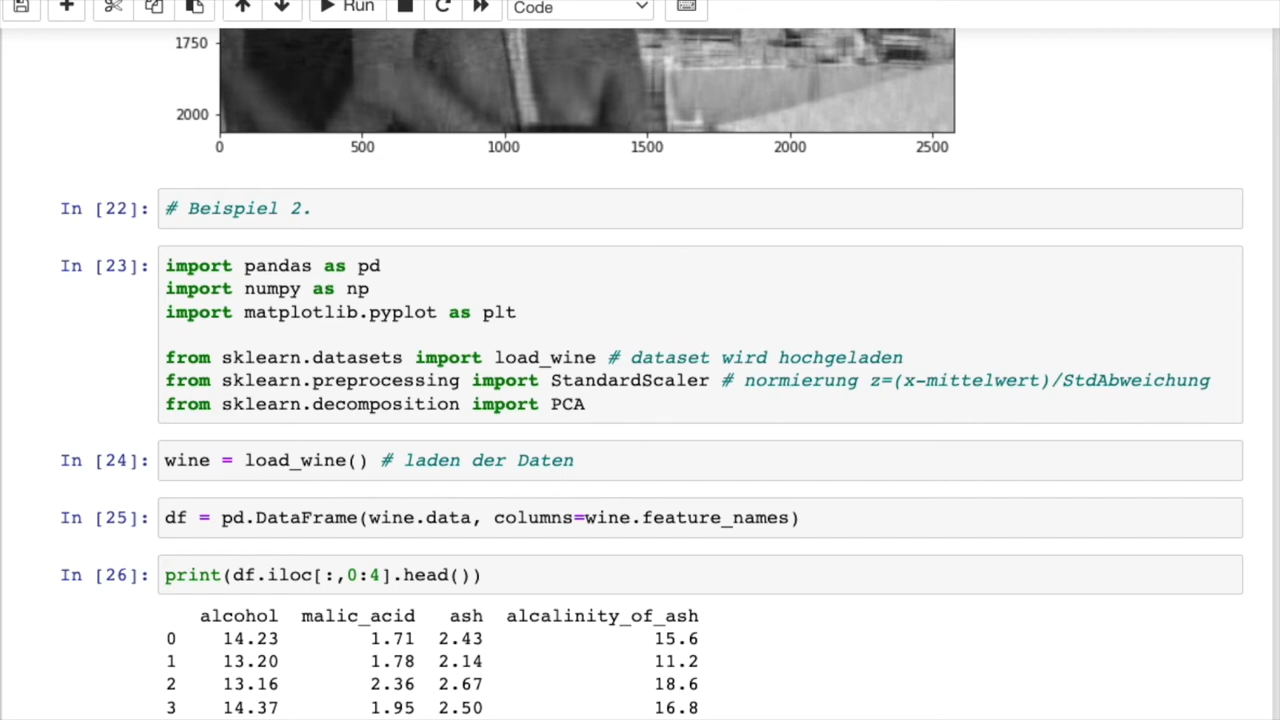 Run Code
1750
2000
0 500 1000 1500 2000 2500
In [22]: # Beispiel 2.
In [23]: import pandas as pd
import numpy as np
import matplotlib.pyplot as plt
from sklearn.datasets import load_wine # dataset wird hochgeladen
from sklearn.preprocessing import StandardScaler # normierung z=(x-mittelwert)/StdAbweichung
from sklearn.decomposition import PCA
In [24]: wine = load_wine() # laden der Daten
In [25]: df = pd.DataFrame(wine.data, columns=wine.feature_names)
In [26]: print(df.iloc[:,0:4].head())
alcohol malic_acid ash alcalinity_of_ash
0 14.23 1.71 2.43 15.6
1 13.20 1.78 2.14 11.2
2 13.16 2.36 2.67 18.6
3 14.37 1.95 2.50 16.8